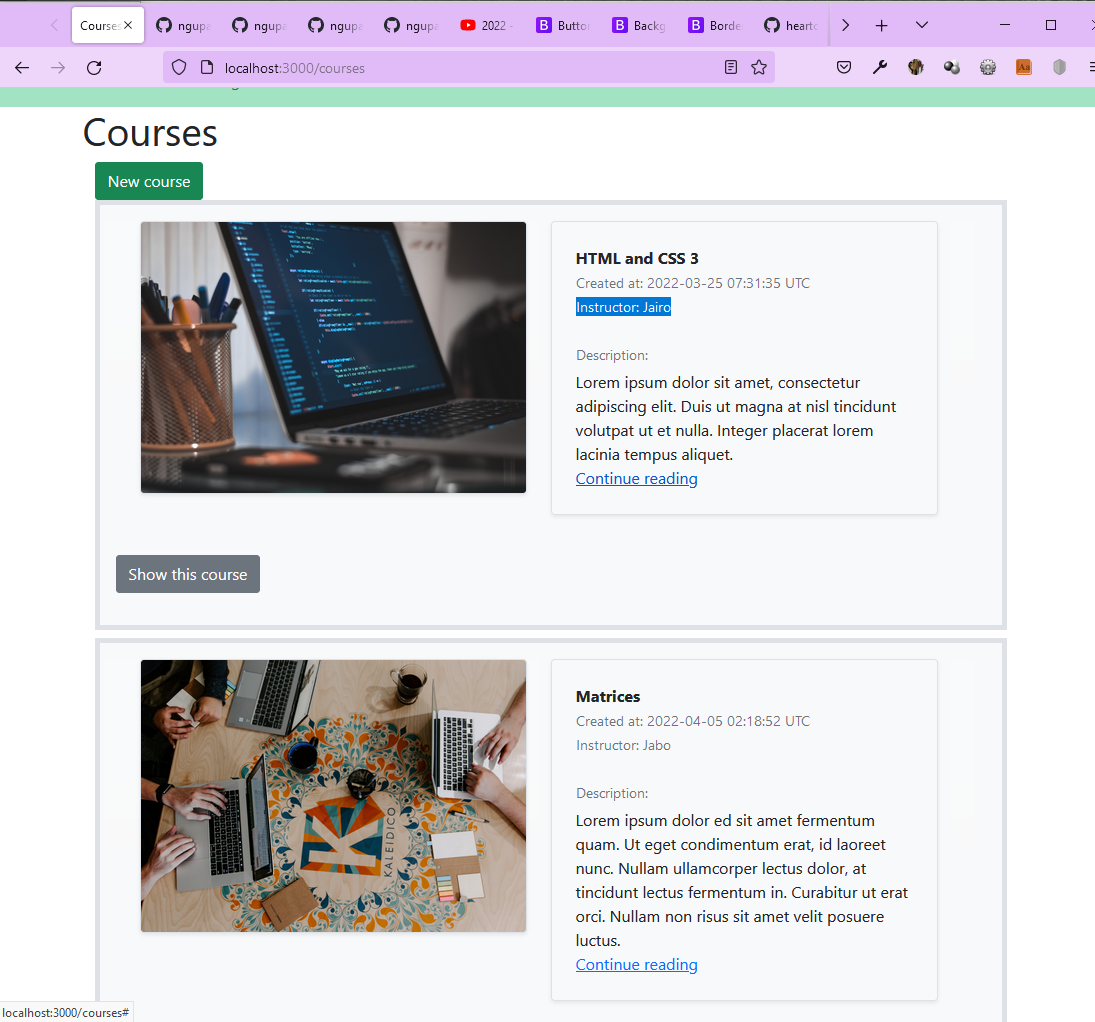 Courses
ngupa
ngupa
ngupa
ngupa
2022 -
Button
Backg
Borde
heartc
localhost:3000/courses
Courses
New course
HTML and CSS 3
Created at: 2022-03-25 07:31:35 UTC
Instructor: Jairo
Description:
Lorem ipsum dolor sit amet, consectetur
adipiscing elit. Duis ut magna at nisl tincidunt
volutpat ut et nulla. Integer placerat lorem
lacinia tempus aliquet.
Continue reading
Show this course
KALEIDICO
Matrices
Created at: 2022-04-05 02:18:52 UTC
Instructor: Jabo
Description:
Lorem ipsum dolor ed sit amet fermentum
quam. Ut eget condimentum erat, id laoreet
nunc. Nullam ullamcorper lectus dolor, at
tincidunt lectus fermentum in. Curabitur ut erat
orci. Nullam non risus sit amet velit posuere
luctus.
Continue reading
localhost:3000/courses#